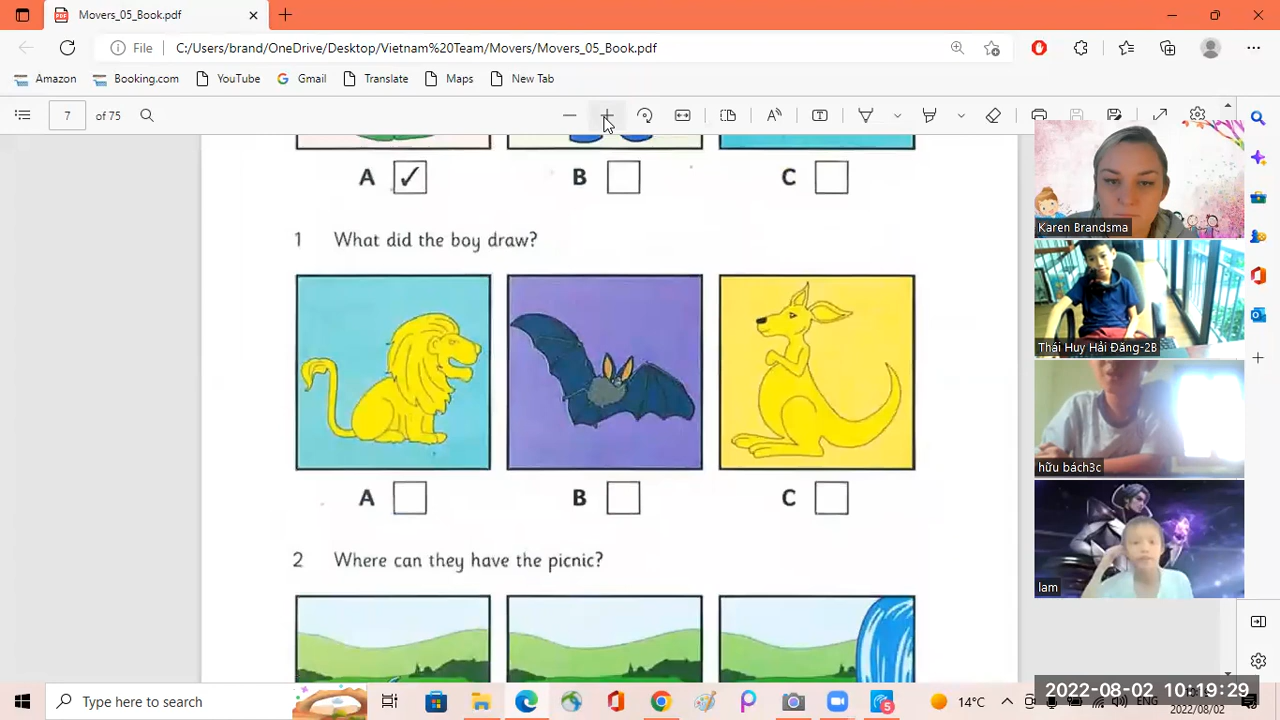 Movers_05_Book.pdf
File C:/Users/brand/OneDrive/Desktop/Vietnam%20Team/Movers/Movers_05_Book.pdf
Amazon Booking.com YouTube Gmail Translate Maps New Tab
7 of 75
A ✓ B C
1 What did the boy draw?
A B C
2 Where can they have the picnic?
Karen Brandsma
Thái Huy Hải Đăng-2B
hữu bách3c
lam
Type here to search
5
14°C
ENG
2022-08-02 10:19:29
2022/08/02